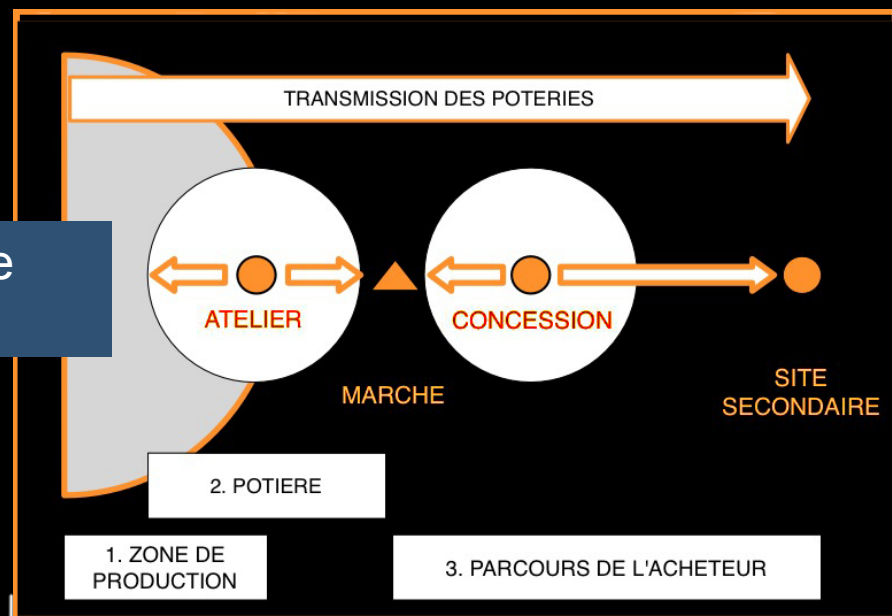 TRANSMISSION DES POTERIES
e
ATELIER
CONCESSION
MARCHE
SITE
SECONDAIRE
2. POTIERE
1. ZONE DE
PRODUCTION
3. PARCOURS DE L'ACHETEUR